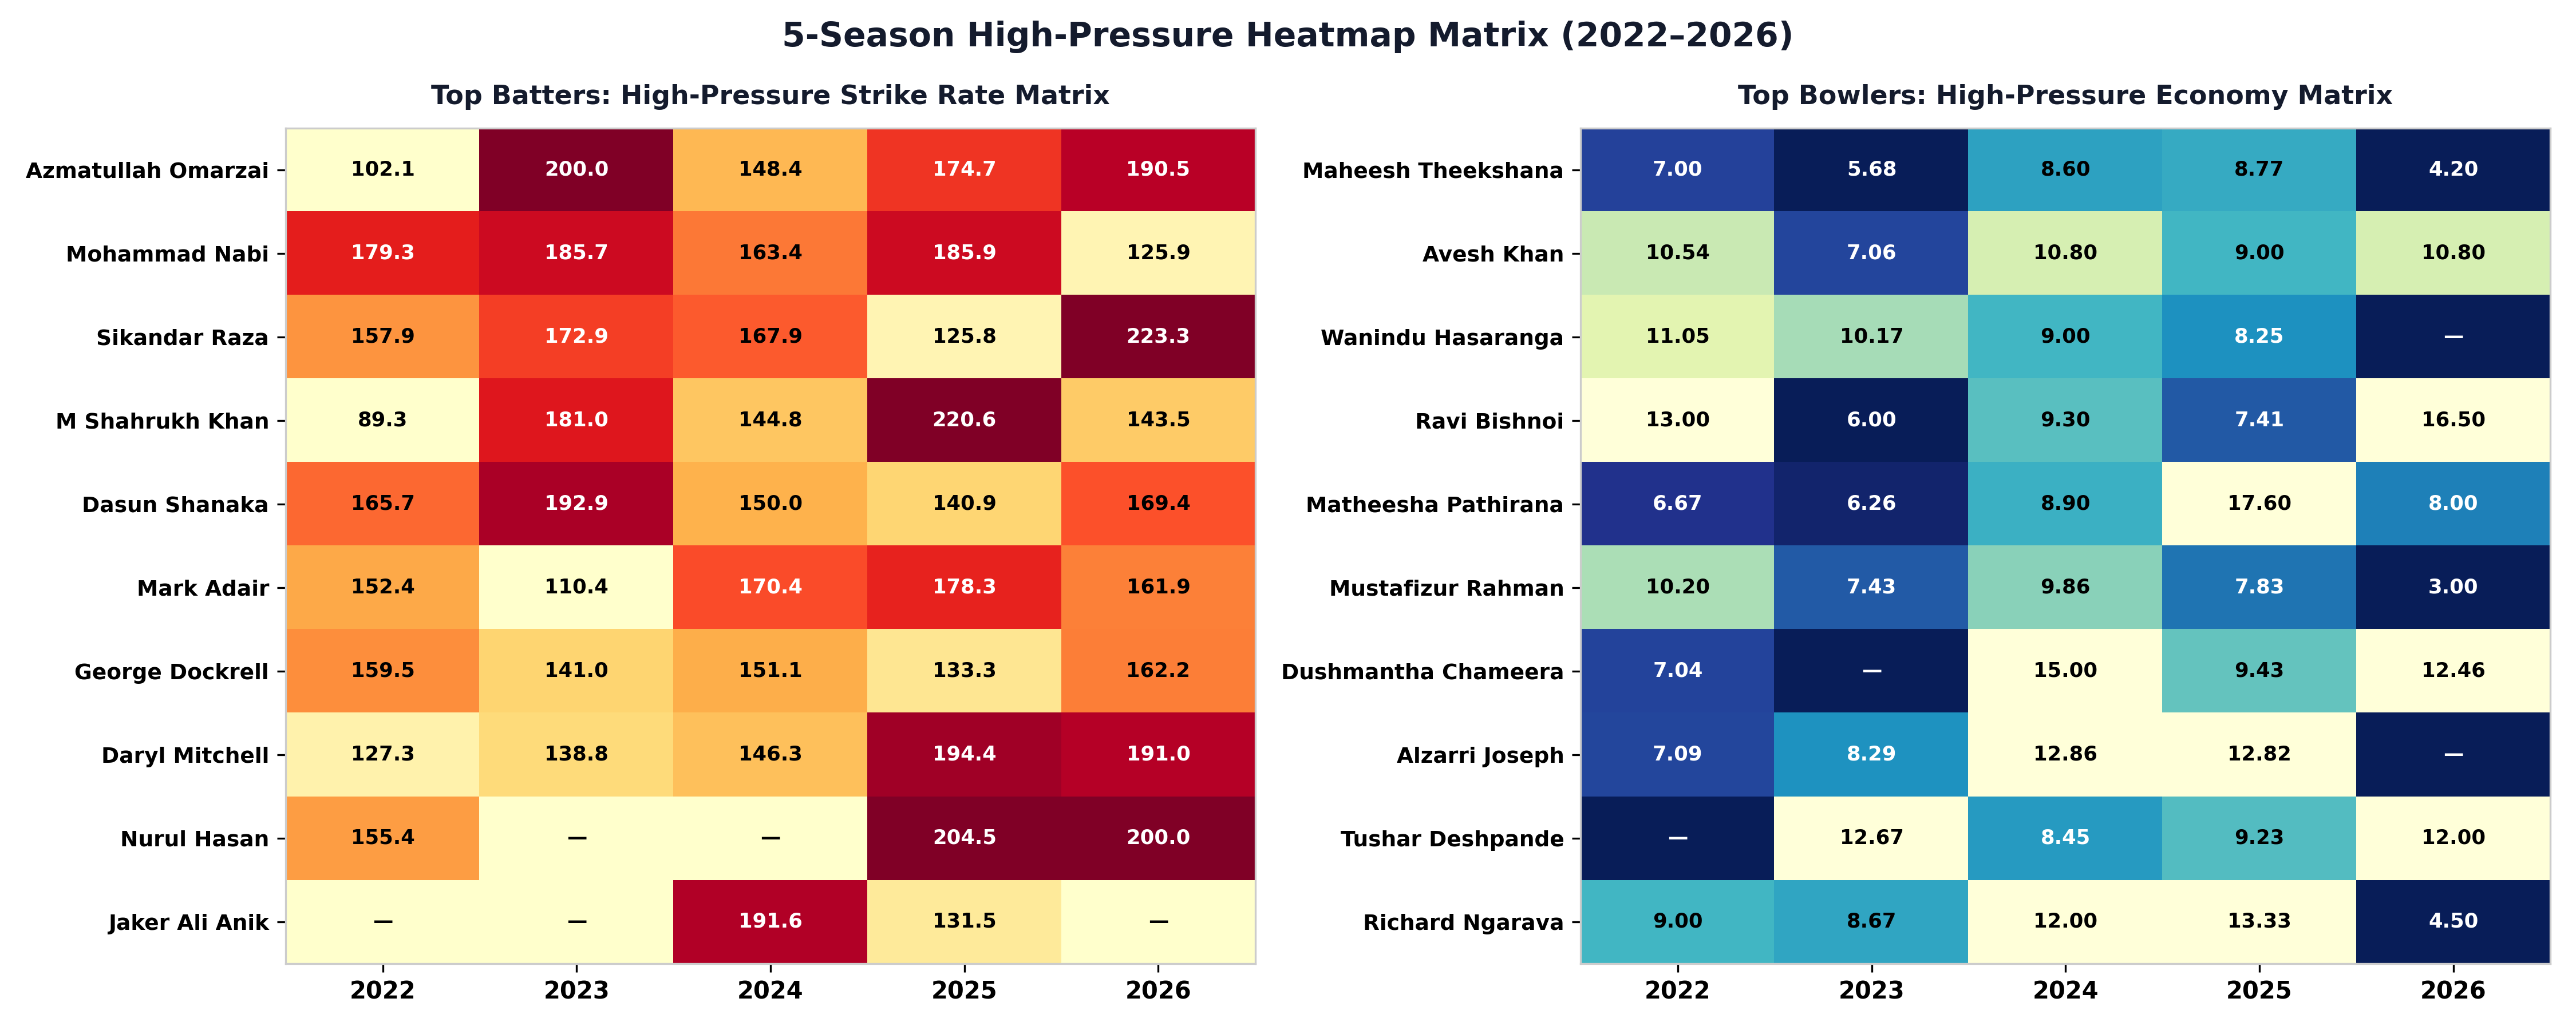 5-Season High-Pressure Heatmap Matrix (2022–2026)
Top Batters: High-Pressure Strike Rate Matrix
Azmatullah Omarzai 102.1 200.0 148.4 174.7 190.5
Mohammad Nabi 179.3 185.7 163.4 185.9 125.9
Sikandar Raza 157.9 172.9 167.9 125.8 223.3
M Shahrukh Khan 89.3 181.0 144.8 220.6 143.5
Dasun Shanaka 165.7 192.9 150.0 140.9 169.4
Mark Adair 152.4 110.4 170.4 178.3 161.9
George Dockrell 159.5 141.0 151.1 133.3 162.2
Daryl Mitchell 127.3 138.8 146.3 194.4 191.0
Nurul Hasan 155.4 — — 204.5 200.0
Jaker Ali Anik — — 191.6 131.5 —
2022 2023 2024 2025 2026
Top Bowlers: High-Pressure Economy Matrix
Maheesh Theekshana 7.00 5.68 8.60 8.77 4.20
Avesh Khan 10.54 7.06 10.80 9.00 10.80
Wanindu Hasaranga 11.05 10.17 9.00 8.25 —
Ravi Bishnoi 13.00 6.00 9.30 7.41 16.50
Matheesha Pathirana 6.67 6.26 8.90 17.60 8.00
Mustafizur Rahman 10.20 7.43 9.86 7.83 3.00
Dushmantha Chameera 7.04 — 15.00 9.43 12.46
Alzarri Joseph 7.09 8.29 12.86 12.82 —
Tushar Deshpande — 12.67 8.45 9.23 12.00
Richard Ngarava 9.00 8.67 12.00 13.33 4.50
2022 2023 2024 2025 2026